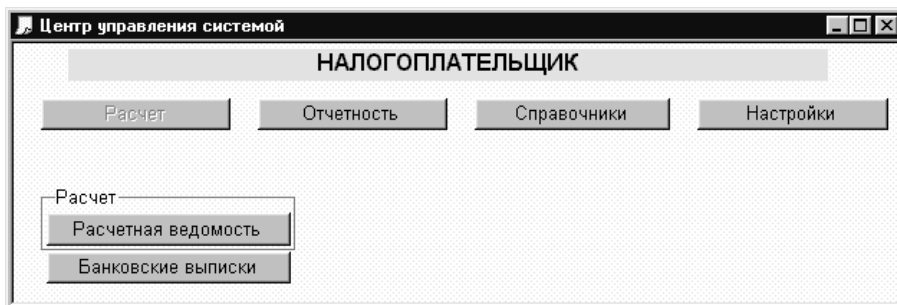 Центр управления системой
НАЛОГОПЛАТЕЛЬЩИК
Расчет Отчетность Справочники Настройки
Расчет
Расчетная ведомость
Банковские выписки